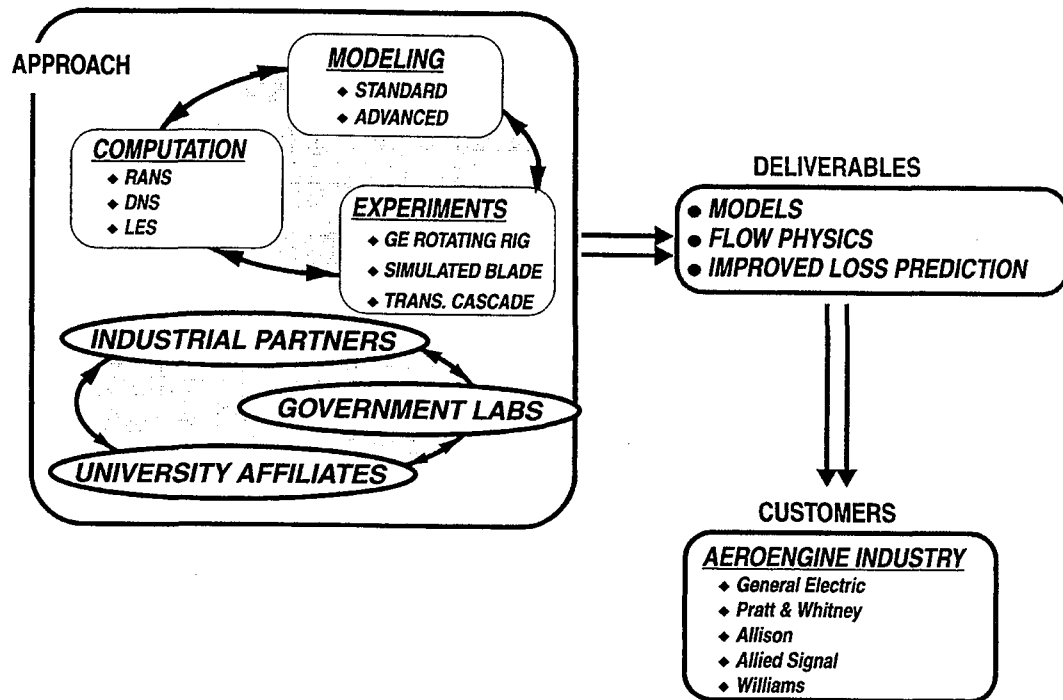 APPROACH
MODELING
◆ STANDARD
◆ ADVANCED
COMPUTATION
◆ RANS
◆ DNS
◆ LES
EXPERIMENTS
◆ GE ROTATING RIG
◆ SIMULATED BLADE
◆ TRANS. CASCADE
INDUSTRIAL PARTNERS
GOVERNMENT LABS
UNIVERSITY AFFILIATES
DELIVERABLES
● MODELS
● FLOW PHYSICS
● IMPROVED LOSS PREDICTION
CUSTOMERS
AEROENGINE INDUSTRY
◆ General Electric
◆ Pratt & Whitney
◆ Allison
◆ Allied Signal
◆ Williams